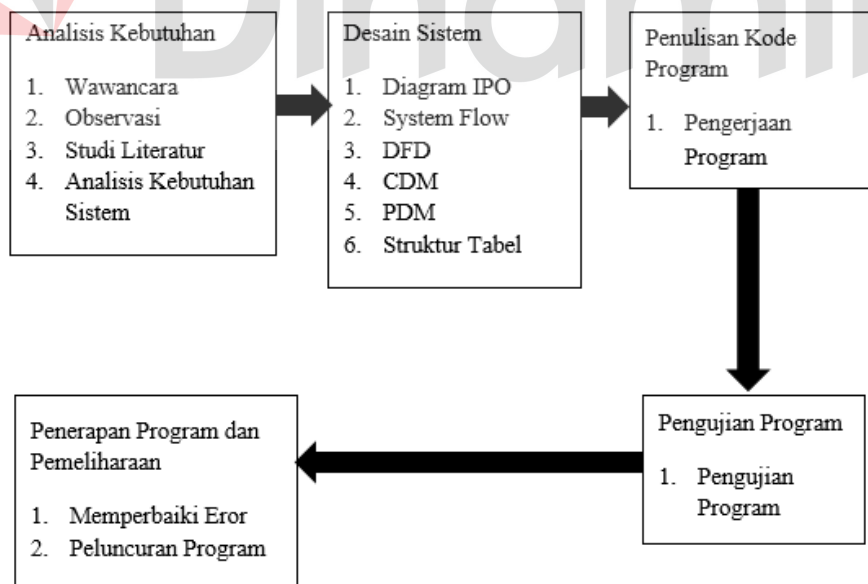 Dinamik
Analisis Kebutuhan
1. Wawancara
2. Observasi
3. Studi Literatur
4. Analisis Kebutuhan
Sistem
Desain Sistem
1. Diagram IPO
2. System Flow
3. DFD
4. CDM
5. PDM
6. Struktur Tabel
Penulisan Kode
Program
1. Pengerjaan
Program
Pengujian Program
1. Pengujian
Program
Penerapan Program dan
Pemeliharaan
1. Memperbaiki Eror
2. Peluncuran Program